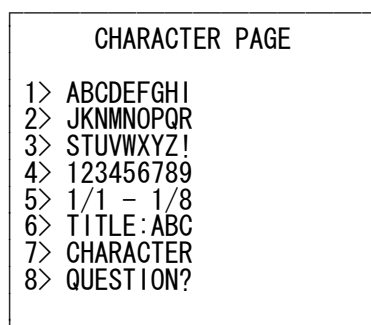 CHARACTER PAGE
1> ABCDEFGHI
2> JKNMNOPQR
3> STUVWXYZ!
4> 123456789
5> 1/1 - 1/8
6> TITLE:ABC
7> CHARACTER
8> QUESTION?